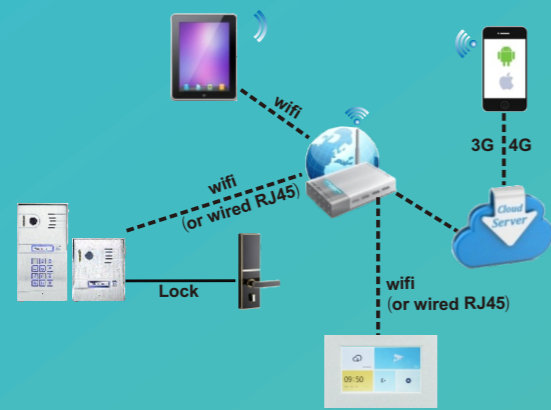 wifi
3G 4G
wifi
(or wired RJ45)
Cloud
Server
Lock
wifi
(or wired RJ45)
09:50